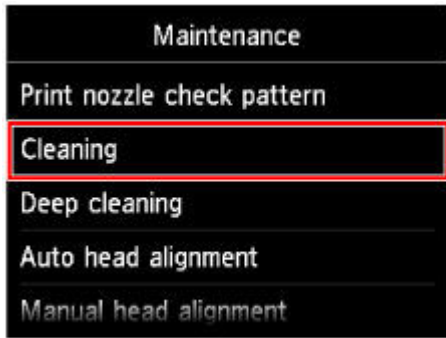 Maintenance
Print nozzle check pattern
Cleaning
Deep cleaning
Auto head alignment
Manual head alignment